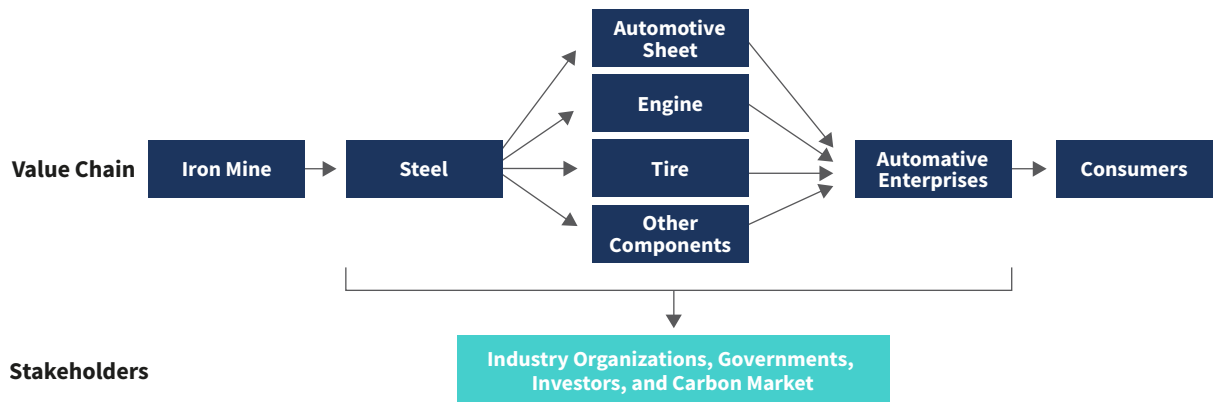 Automotive
Sheet
Engine
Value Chain
Iron Mine
Steel
Tire
Automative
Enterprises
Consumers
Other
Components
Stakeholders
Industry Organizations, Governments,
Investors, and Carbon Market